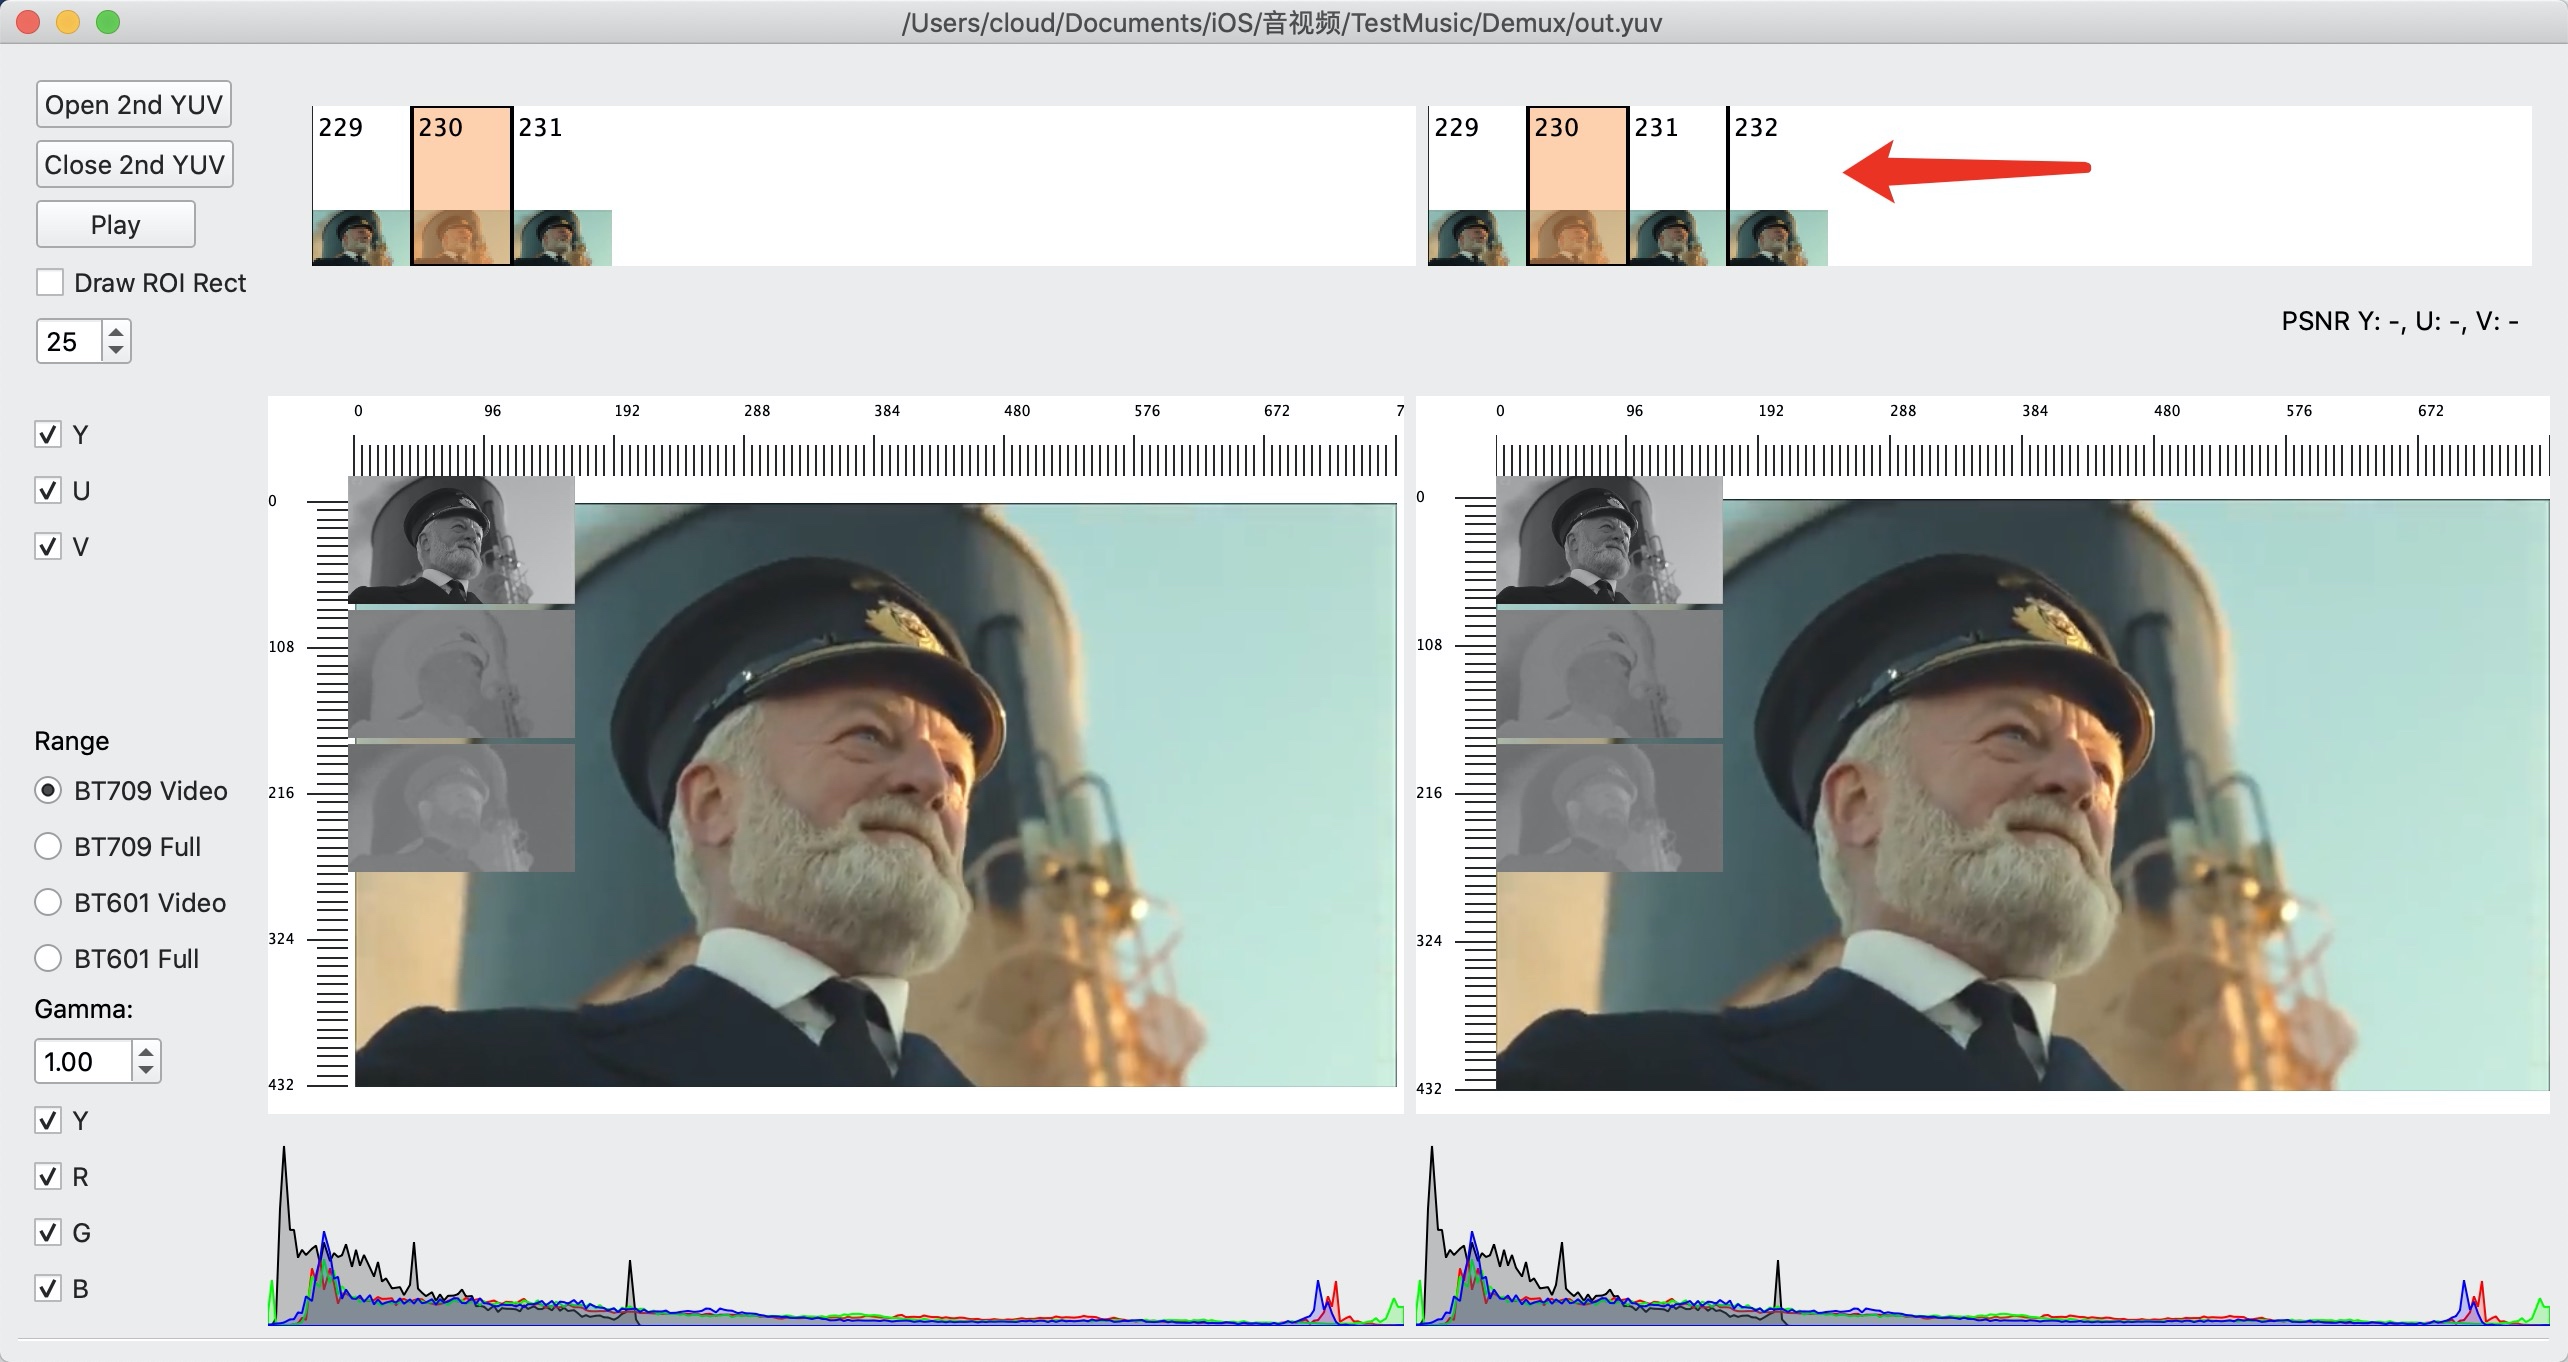 /Users/cloud/Documents/iOS/音视频/TestMusic/Demux/out.yuv
Open 2nd YUV
Close 2nd YUV
Play
Draw ROI Rect
25
229 230 231
229 230 231 232
PSNR Y: -, U: -, V: -
Y
U
V
Range
BT709 Video
BT709 Full
BT601 Video
BT601 Full
Gamma:
1.00
Y
R
G
B
0 96 192 288 384 480 576 672 7
0
108
216
324
432
0 96 192 288 384 480 576 672
0
108
216
324
432